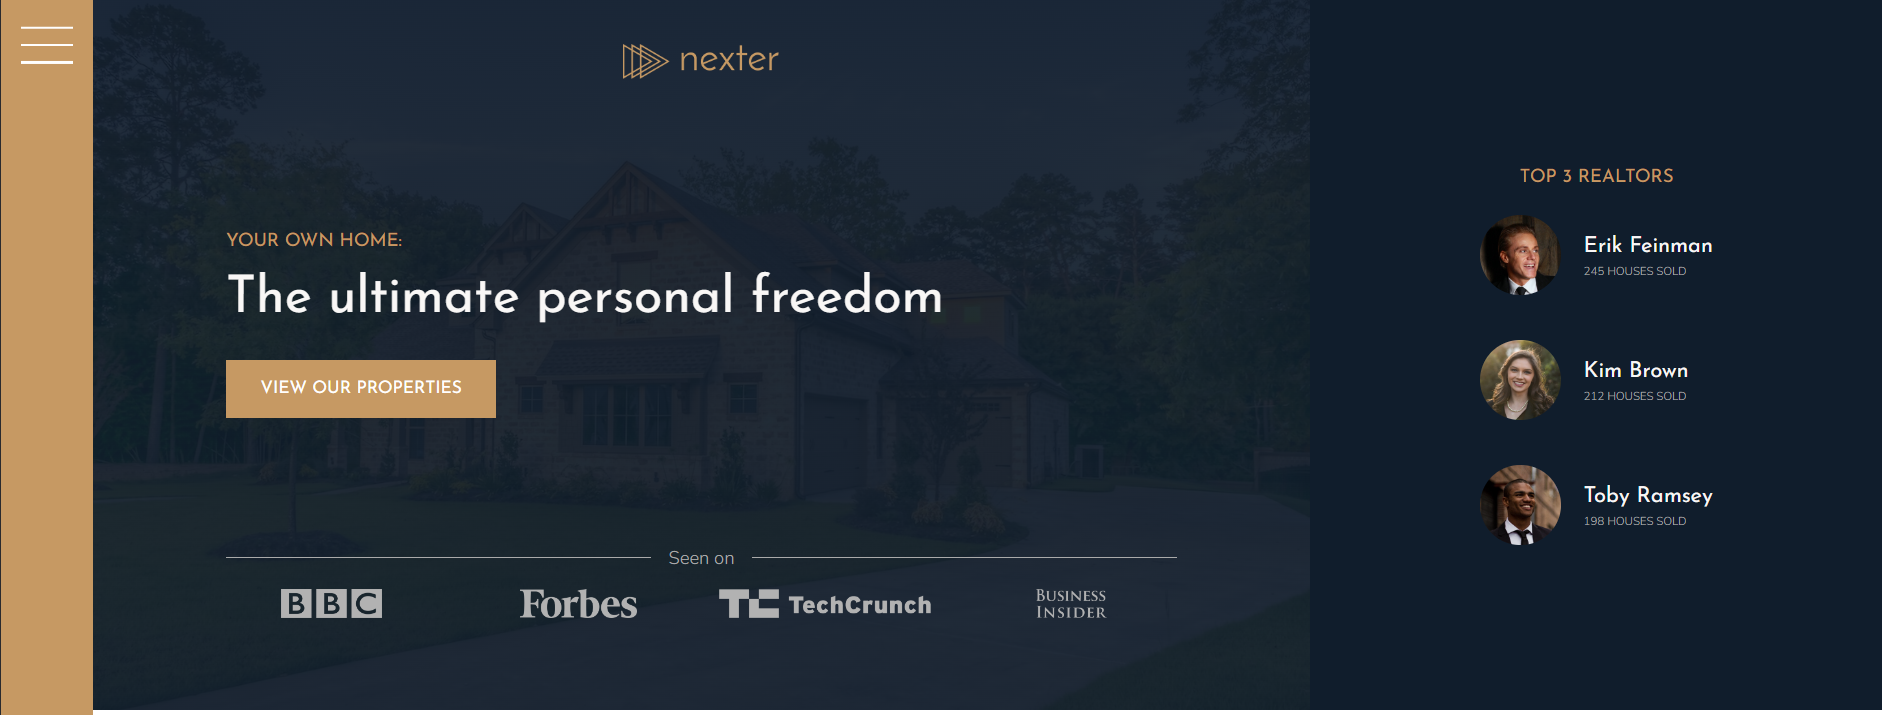 nexter
YOUR OWN HOME:
The ultimate personal freedom
VIEW OUR PROPERTIES
Seen on
BBC
Forbes
TC TechCrunch
BUSINESS
INSIDER
TOP 3 REALTORS
Erik Feinman
245 HOUSES SOLD
Kim Brown
212 HOUSES SOLD
Toby Ramsey
198 HOUSES SOLD